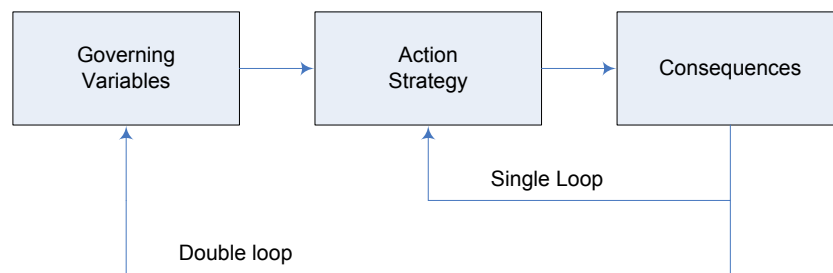 Governing
Variables
Action
Strategy
Consequences
Single Loop
Double loop